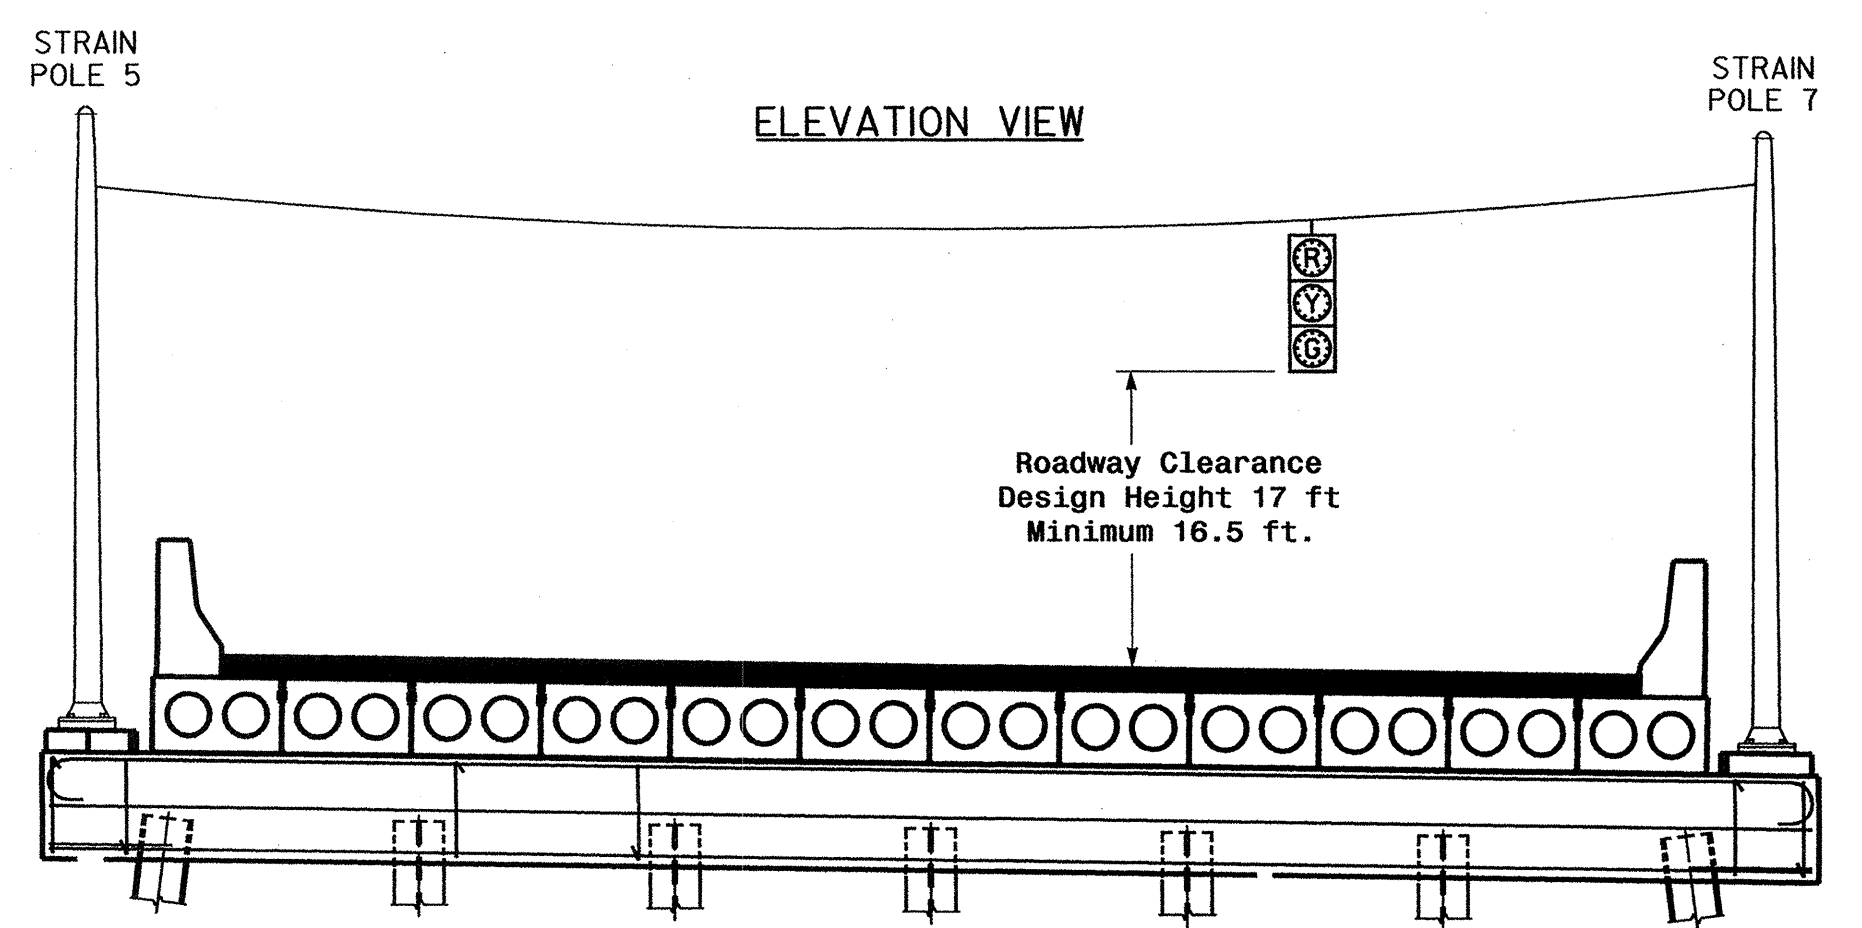 STRAIN
POLE 5
STRAIN
POLE 7
ELEVATION VIEW
R
Y
G
Roadway Clearance
Design Height 17 ft
Minimum 16.5 ft.